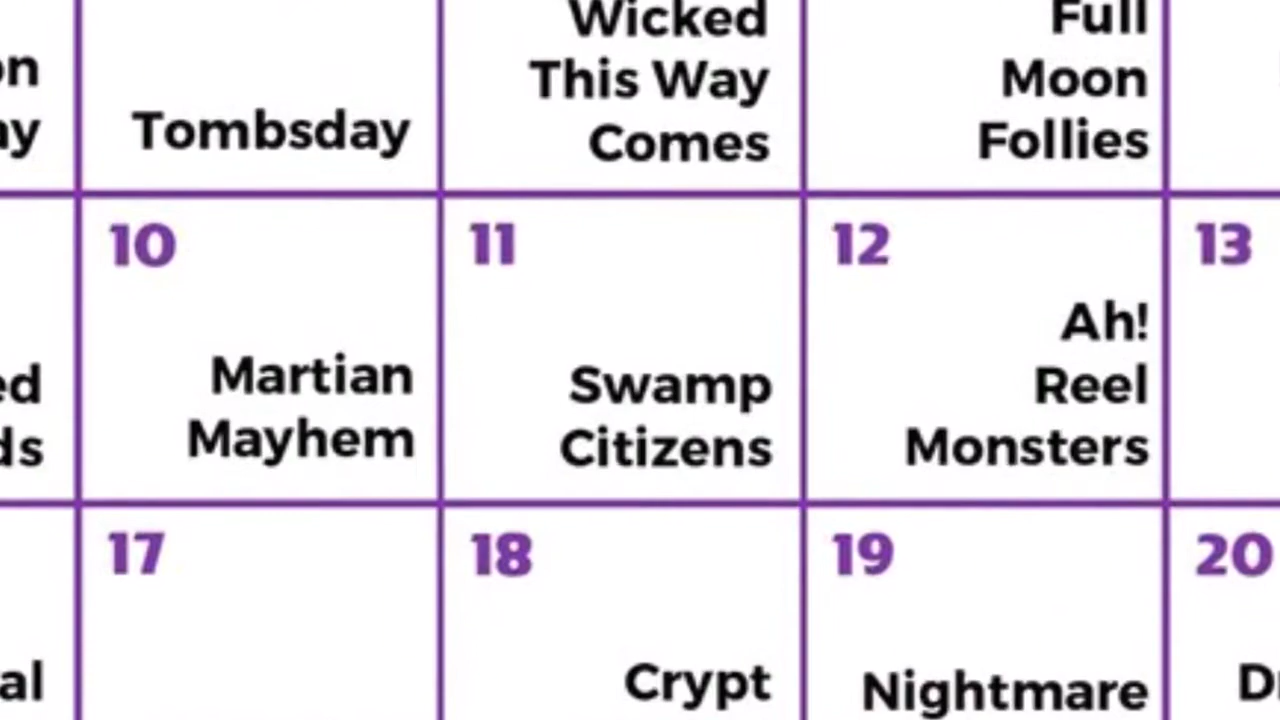 Wicked
This Way
Comes
Full
Moon
Follies
Tombsday
10
Martian
Mayhem
11
Swamp
Citizens
12
Ah!
Reel
Monsters
13
17
18
Crypt
19
Nightmare
20